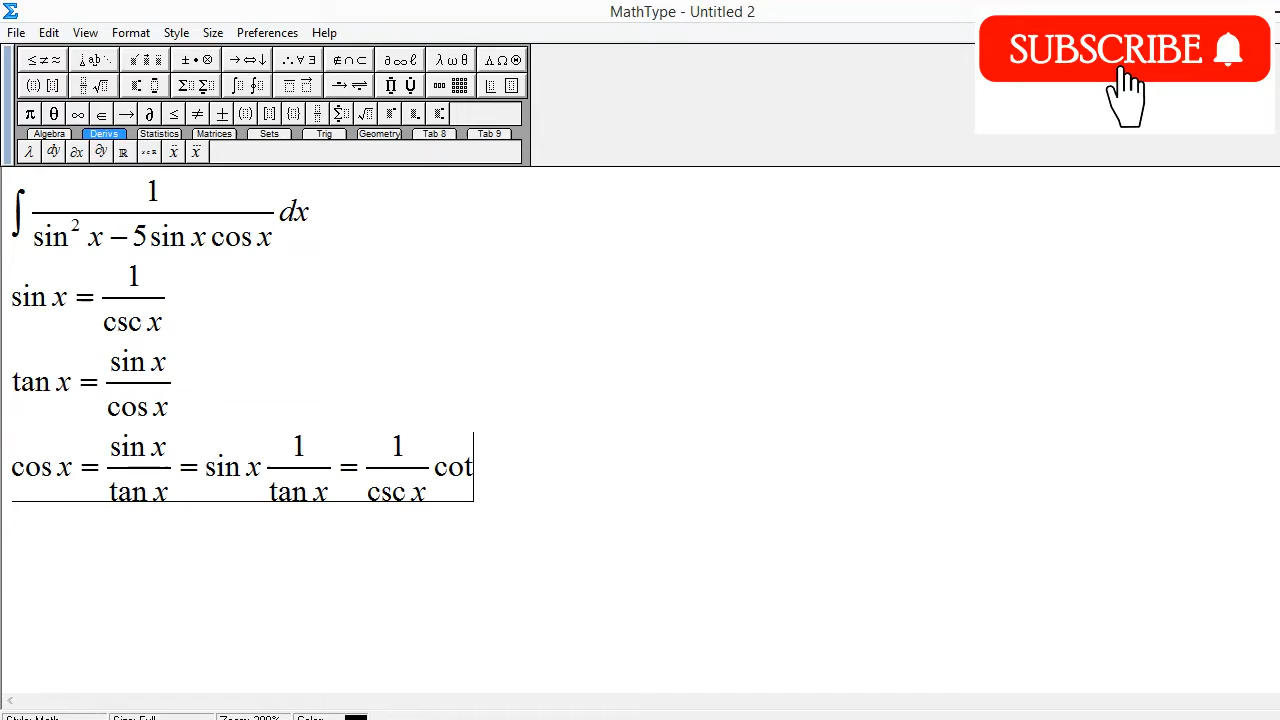 MathType - Untitled 2
File Edit View Format Style Size Preferences Help
SUBSCRIBE
≤ ≠ ≈ ± • ⊗ → ⇔ ↓ ∴ ∀ ∃ ∉ ∩ ⊂ ∂ ∞ ℓ λ ω θ Δ Ω ⊗
π θ ∞ ∈ → ∂ ≤ ≠ ±
Algebra Derivs Statistics Matrices Sets Trig Geometry Tab 8 Tab 9
λ dy ∂x ∂y ℝ ẍ ẍ
∫ 1/(sin² x − 5 sin x cos x) dx
sin x = 1/(csc x)
tan x = sin x/cos x
cos x = sin x/tan x = sin x 1/tan x = 1/csc x cot